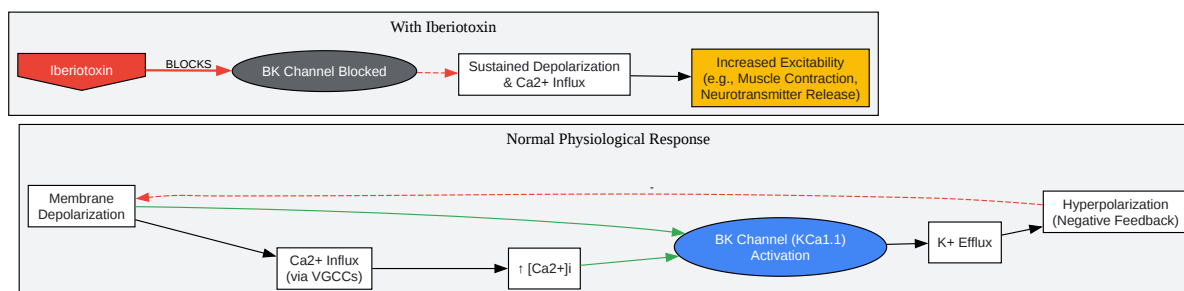 With Iberiotoxin
Iberiotoxin
BLOCKS
BK Channel Blocked
Sustained Depolarization
& Ca2+ Influx
Increased Excitability
(e.g., Muscle Contraction,
Neurotransmitter Release)
Normal Physiological Response
Membrane
Depolarization
-
Hyperpolarization
(Negative Feedback)
BK Channel (KCa1.1)
Activation
K+ Efflux
Ca2+ Influx
(via VGCCs)
↑ [Ca2+]i